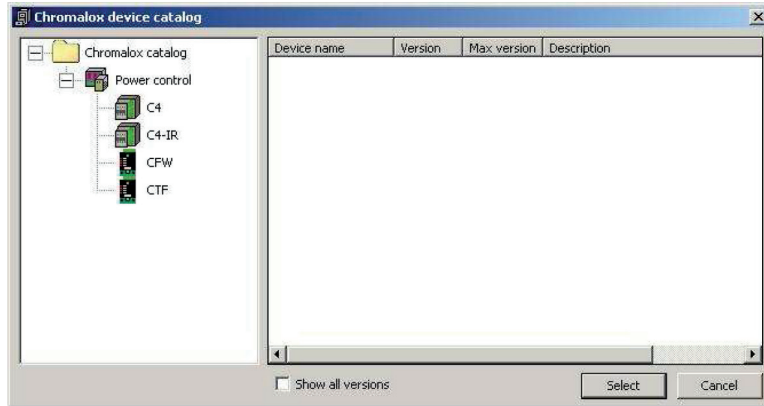 Chromalox device catalog
Chromalox catalog
Power control
C4
C4-IR
CFW
CTF
Device name Version Max version Description
Show all versions
Select Cancel